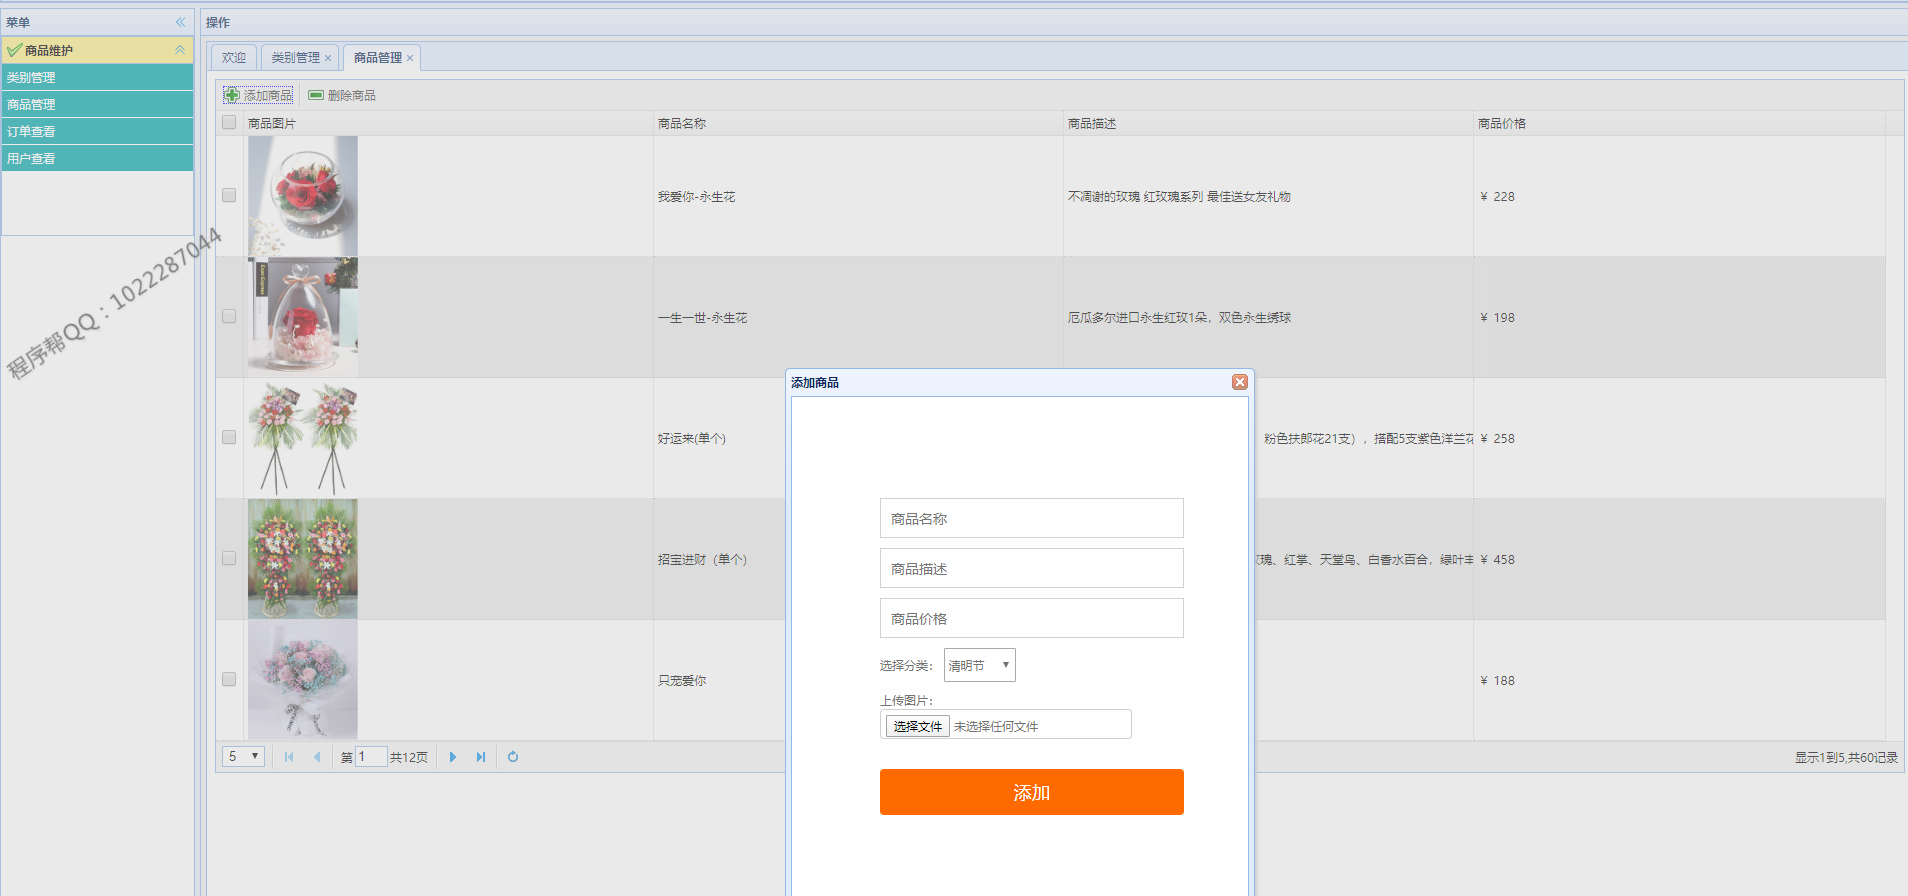 菜单
操作
商品维护
类别管理
商品管理
订单查看
用户查看
欢迎
类别管理
商品管理
添加商品
删除商品
商品图片
商品名称
商品描述
商品价格
我爱你-永生花
不凋谢的玫瑰 红玫瑰系列 最佳送女友礼物
¥ 228
一生一世-永生花
厄瓜多尔进口永生红玫1朵，双色永生绣球
¥ 198
好运来(单个)
粉色扶郎花21支），搭配5支紫色洋兰花
¥ 258
招宝进财（单个）
玫瑰、红掌、天堂鸟、白香水百合，绿叶丰
¥ 458
只宠爱你
¥ 188
5
第 1 共12页
显示1到5,共60记录
添加商品
商品名称
商品描述
商品价格
选择分类：
清明节
上传图片：
选择文件 未选择任何文件
添加
程序帮QQ：1022287044